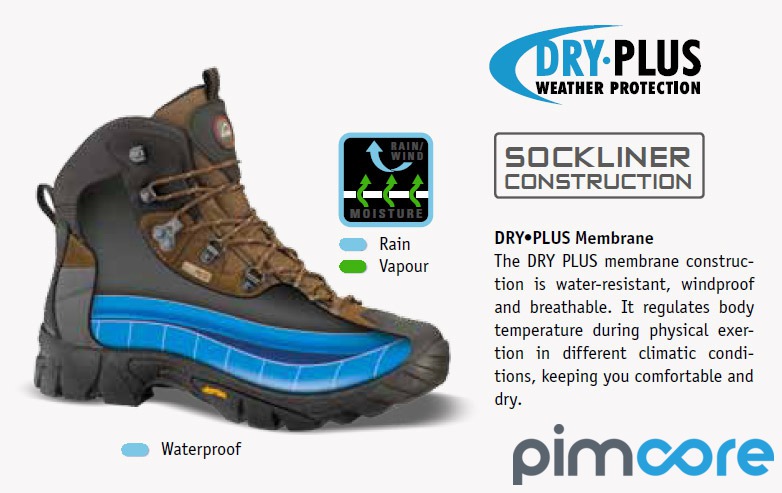 DRY·PLUS
WEATHER PROTECTION
RAIN/
WIND
MOISTURE
Rain
Vapour
SOCKLINER
CONSTRUCTION
DRY•PLUS Membrane
The DRY PLUS membrane construc-
tion is water-resistant, windproof
and breathable. It regulates body
temperature during physical exer-
tion in different climatic condi-
tions, keeping you comfortable and
dry.
Waterproof
pimcore